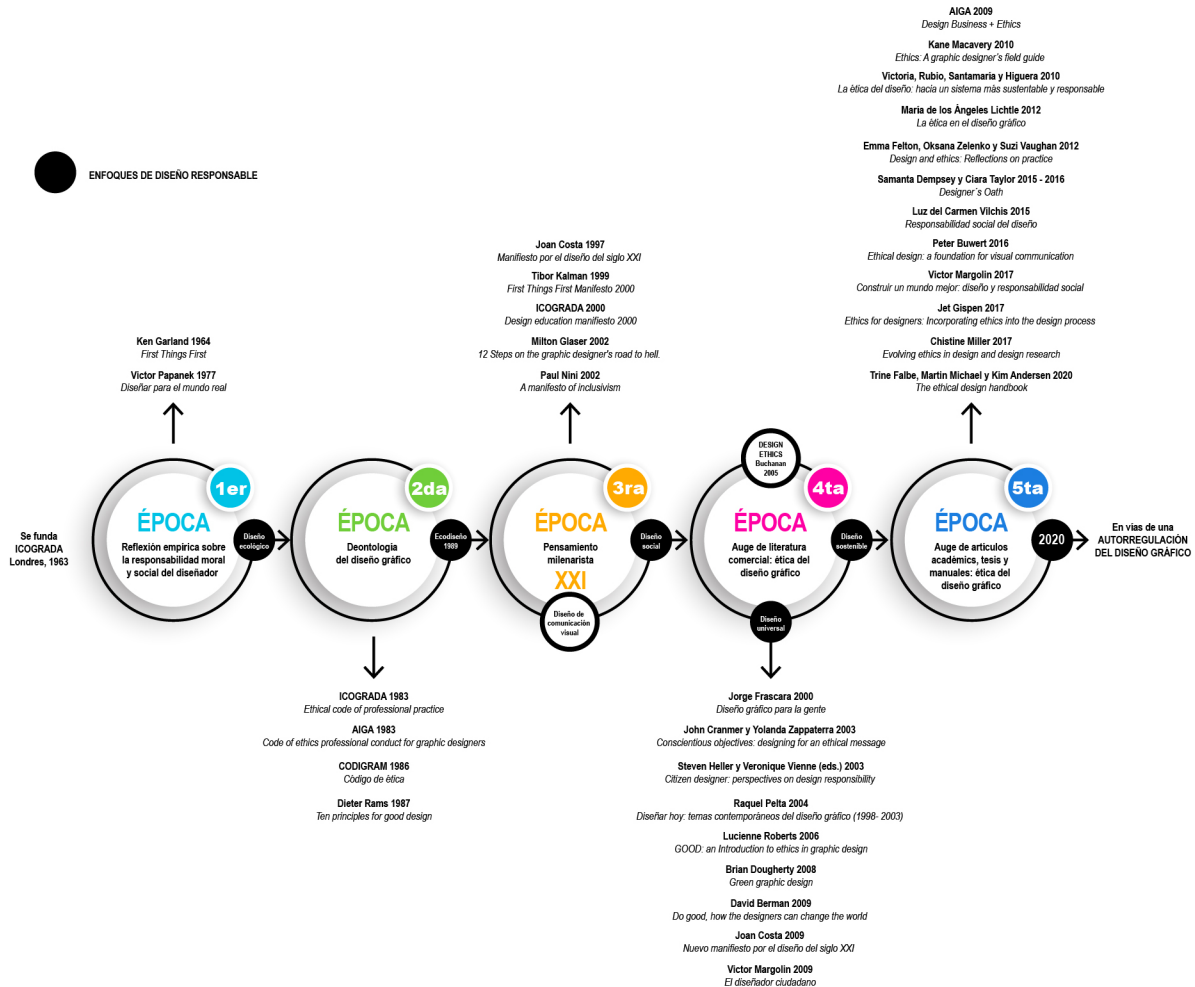 AIGA 2009
Design Business + Ethics
Kane Macavery 2010
Ethics: A graphic designer's field guide
Victoria, Rubio, Santamaria y Higuera 2010
La ètica del diseño: hacia un sistema màs sustentable y responsable
Maria de los Àngeles Lichtle 2012
La ètica en el diseño gràfico
Emma Felton, Oksana Zelenko y Suzi Vaughan 2012
Design and ethics: Reflections on practice
Samanta Dempsey y Ciara Taylor 2015 - 2016
Designer´s Oath
Luz del Carmen Vilchis 2015
Responsabilidad social del diseño
Peter Buwert 2016
Ethical design: a foundation for visual communication
Victor Margolin 2017
Construir un mundo mejor: diseño y responsabilidad social
Jet Gispen 2017
Ethics for designers: Incorporating ethics into the design process
Chistine Miller 2017
Evolving ethics in design and design research
Trine Falbe, Martin Michael y Kim Andersen 2020
The ethical design handbook
ENFOQUES DE DISEÑO RESPONSABLE
Joan Costa 1997
Manifiesto por el diseño del siglo XXI
Tibor Kalman 1999
First Things First Manifesto 2000
ICOGRADA 2000
Design education manifiesto 2000
Milton Glaser 2002
12 Steps on the graphic designer's road to hell.
Paul Nini 2002
A manifesto of inclusivism
Ken Garland 1964
First Things First
Victor Papanek 1977
Diseñar para el mundo real
Se funda
ICOGRADA
Londres, 1963
1er
ÉPOCA
Reflexión empirica sobre
la responsabilidad moral
y social del diseñador
Diseño
ecológico
2da
ÉPOCA
Deontologia
del diseño gráfico
Ecodiseño
1989
3ra
ÉPOCA
Pensamiento
milenarista
XXI
Diseño de
comunicación
visual
Diseño
social
DESIGN
ETHICS
Buchanan
2005
4ta
ÉPOCA
Auge de literatura
comercial: ética del
diseño gráfico
Diseño
universal
Diseño
sostenible
5ta
ÉPOCA
Auge de articulos
académics, tesis y
manuales: ética del
diseño gráfico
2020
En vias de una
AUTORREGULACIÓN
DEL DISEÑO GRÁFICO
ICOGRADA 1983
Ethical code of professional practice
AIGA 1983
Code of ethics professional conduct for graphic designers
CODIGRAM 1986
Còdigo de ètica
Dieter Rams 1987
Ten principles for good design
Jorge Frascara 2000
Diseño gràfico para la gente
John Cranmer y Yolanda Zappaterra 2003
Conscientious objectives: designing for an ethical message
Steven Heller y Veronique Vienne (eds.) 2003
Citizen designer: perspectives on design responsibility
Raquel Pelta 2004
Diseñar hoy: temas contemporàneos del diseño gràfico (1998- 2003)
Lucienne Roberts 2006
GOOD: an Introduction to ethics in graphic design
Brian Dougherty 2008
Green graphic design
David Berman 2009
Do good, how the designers can change the world
Joan Costa 2009
Nuevo manifiesto por el diseño del siglo XXI
Victor Margolin 2009
El diseñador ciudadano